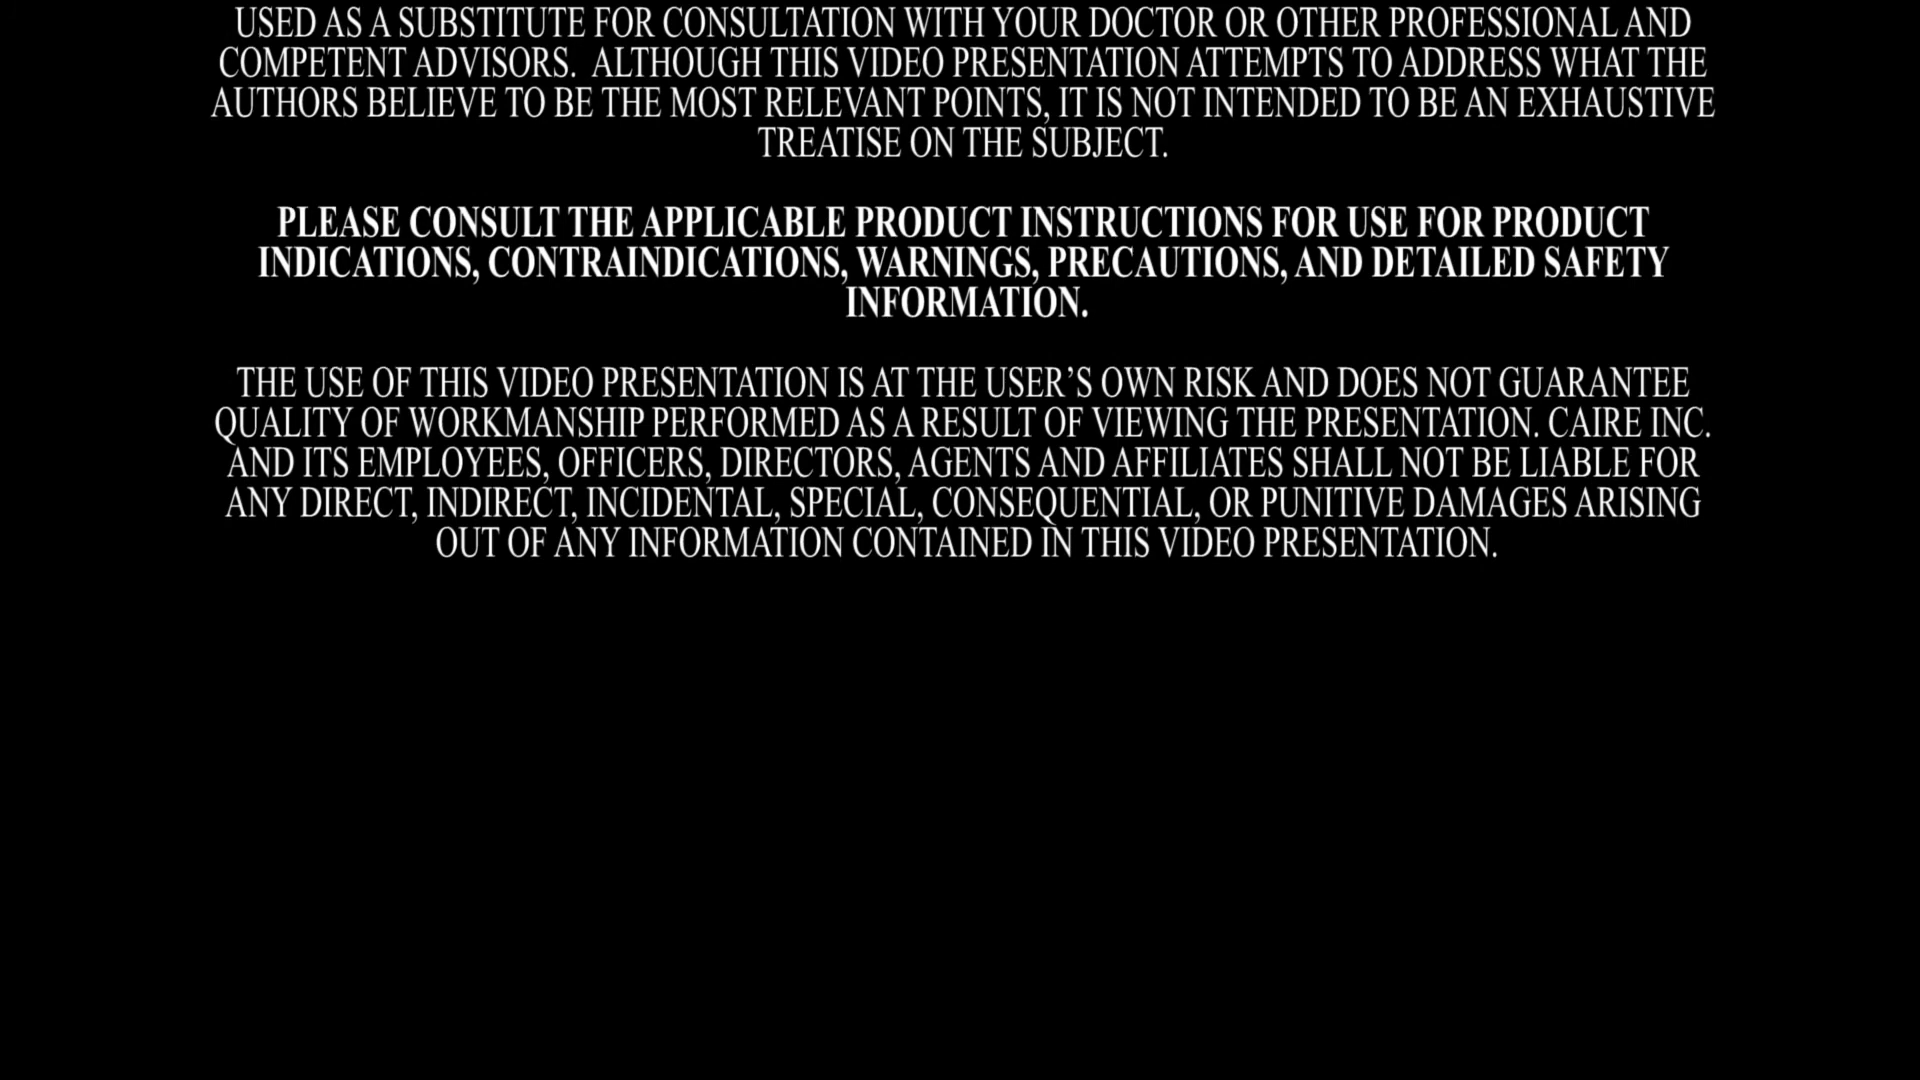 USED AS A SUBSTITUTE FOR CONSULTATION WITH YOUR DOCTOR OR OTHER PROFESSIONAL AND
COMPETENT ADVISORS.  ALTHOUGH THIS VIDEO PRESENTATION ATTEMPTS TO ADDRESS WHAT THE
AUTHORS BELIEVE TO BE THE MOST RELEVANT POINTS, IT IS NOT INTENDED TO BE AN EXHAUSTIVE
TREATISE ON THE SUBJECT.
PLEASE CONSULT THE APPLICABLE PRODUCT INSTRUCTIONS FOR USE FOR PRODUCT
INDICATIONS, CONTRAINDICATIONS, WARNINGS, PRECAUTIONS, AND DETAILED SAFETY
INFORMATION.
THE USE OF THIS VIDEO PRESENTATION IS AT THE USER’S OWN RISK AND DOES NOT GUARANTEE
QUALITY OF WORKMANSHIP PERFORMED AS A RESULT OF VIEWING THE PRESENTATION. CAIRE INC.
AND ITS EMPLOYEES, OFFICERS, DIRECTORS, AGENTS AND AFFILIATES SHALL NOT BE LIABLE FOR
ANY DIRECT, INDIRECT, INCIDENTAL, SPECIAL, CONSEQUENTIAL, OR PUNITIVE DAMAGES ARISING
OUT OF ANY INFORMATION CONTAINED IN THIS VIDEO PRESENTATION.